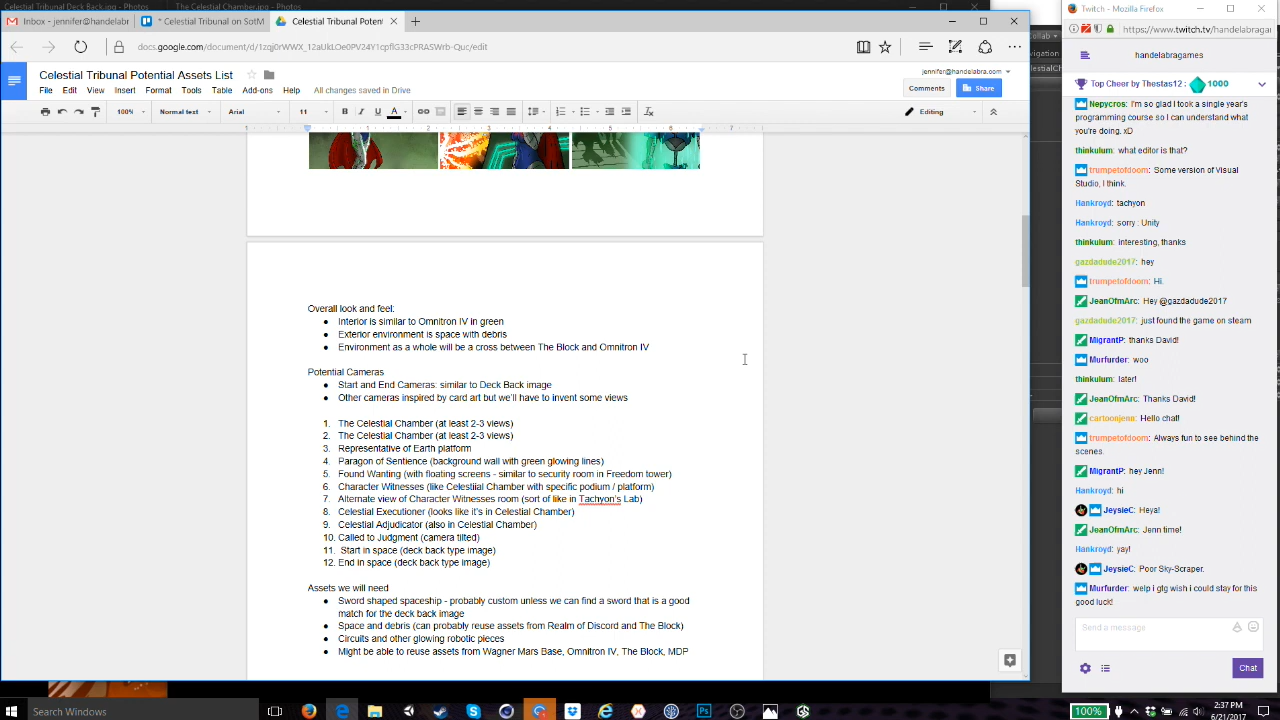 Celestial Tribunal Deck Back.jpg - Photos
The Celestial Chamber.jpg - Photos
Inbox - jennifer@handelabr
* Celestial Tribunal on SotM
Celestial Tribunal Poten
docs.google.com/document/d/1zqj0rWWX_12aUkLOe0PV24Y1cpflG33cPRASWrb-Quc/edit
Celestial Tribunal Potential Assets List
jennifer@handelabra.com
File Edit View Insert Format Tools Table Add-ons Help All changes saved in Drive
Comments
Share
100% Normal text Arial 11 B I U A Editing
1 1 2 3 4 5 6 7
Overall look and feel:
● Interior is similar to Omnitron IV in green
● Exterior environment is space with debris
● Environment as a whole will be a cross between The Block and Omnitron IV
Potential Cameras
● Start and End Cameras: similar to Deck Back image
● Other cameras inspired by card art but we'll have to invent some views
1. The Celestial Chamber (at least 2-3 views)
2. The Celestial Chamber (at least 2-3 views)
3. Representative of Earth platform
4. Paragon of Sentience (background wall with green glowing lines)
5. Found Wanting (with floating screens - similar to security room in Freedom tower)
6. Character Witnesses (like Celestiial Chamber with specific podium / platform)
7. Alternate view of Character Witnesses room (sort of like in Tachyon's Lab)
8. Celestial Executioner (looks like it's in Celestial Chamber)
9. Celestial Adjudicator (also in Celestial Chamber)
10. Called to Judgment (camera tilted)
11. Start in space (deck back type image)
12. End in space (deck back type image)
Assets we will need
● Sword shaped spaceship - probably custom unless we can find a sword that is a good
match for the deck back image
● Space and debris (can probably reuse assets from Realm of Discord and The Block)
● Circuits and other glowing robotic pieces
● Might be able to reuse assets from Wagner Mars Base, Omnitron IV, The Block, MDP
Twitch - Mozilla Firefox
https://www.twitch.tv/handelabragar
handelabragames
Top Cheer by Thesfas12 : 1000
Nepycros: I'm so glad I took a single years
programming course so I can understand what
you're doing. xD
thinkulum: what editor is that?
trumpetofdoom: Some version of Visual
Studio, I think.
Hankroyd: tachyon
Hankroyd: sorry : Unity
thinkulum: interesting, thanks
gazdadude2017: hey
trumpetofdoom: Hi.
JeanOfmArc: Hey @gazdadude2017
gazdadude2017: just found the game on steam
MigrantP: thanks David!
Murfurder: woo
thinkulum: later!
JeanOfmArc: Thanks David!
cartoonjenn: Hello chat!
trumpetofdoom: Always fun to see behind the
scenes.
MigrantP: hey Jenn!
Hankroyd: hi
JeysieC: Heya!
JeanOfmArc: Jenn time!
Hankroyd: yay!
JeysieC: Poor Sky-Scraper.
Murfurder: welp i gtg wish i could stay for this
good luck!
Send a message
Chat
Search Windows
100%
2:37 PM